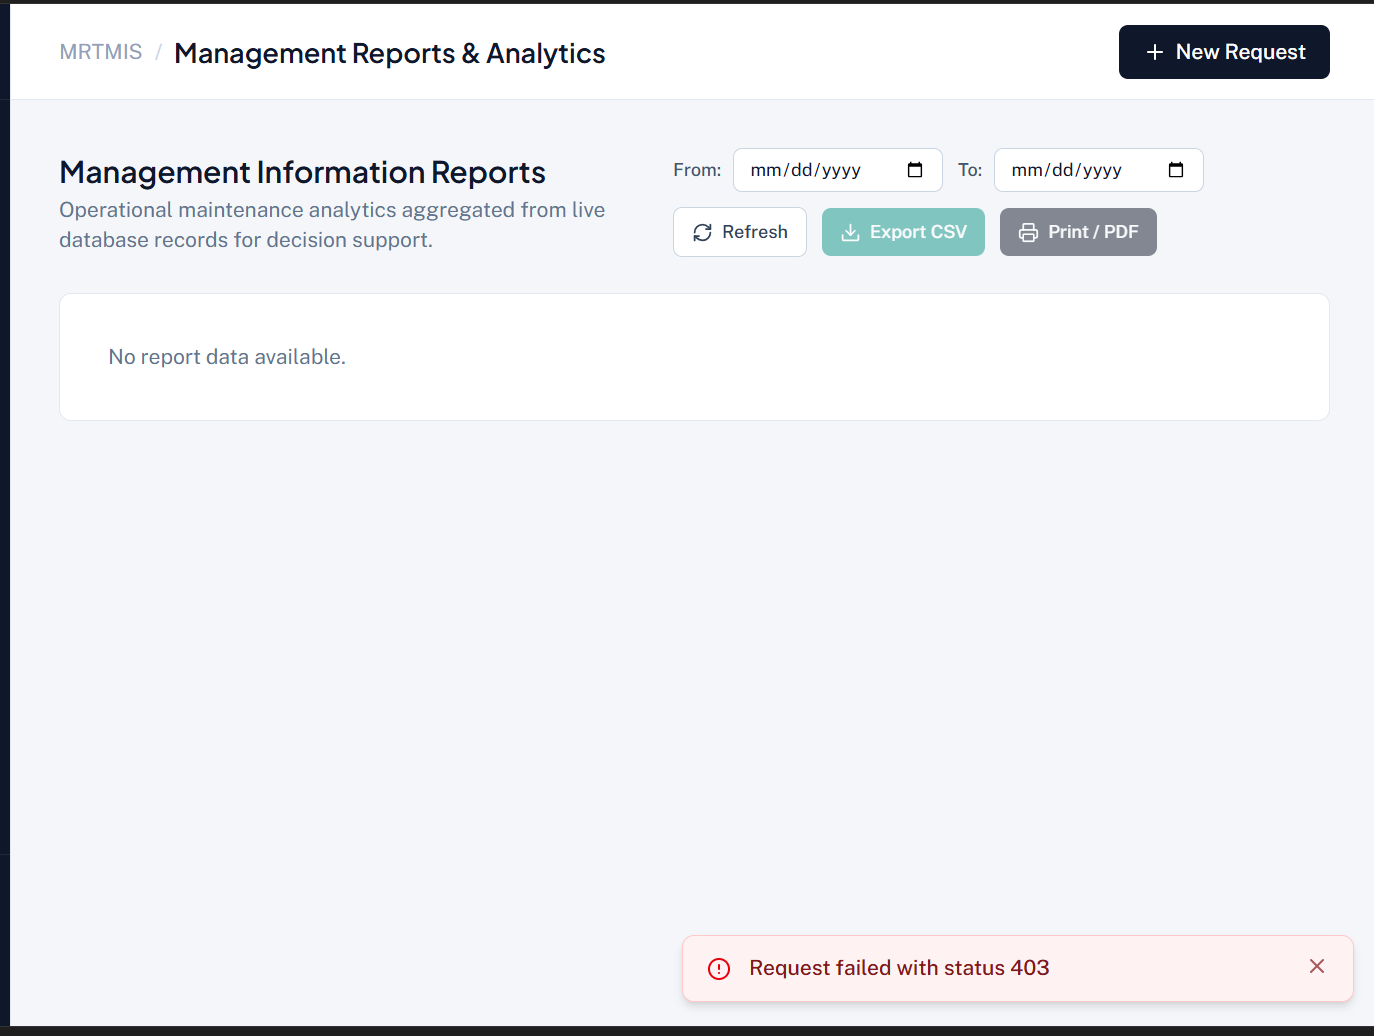 MRTMIS / Management Reports & Analytics
New Request
Management Information Reports
Operational maintenance analytics aggregated from live
database records for decision support.
From: mm/dd/yyyy To: mm/dd/yyyy
Refresh Export CSV Print / PDF
No report data available.
Request failed with status 403